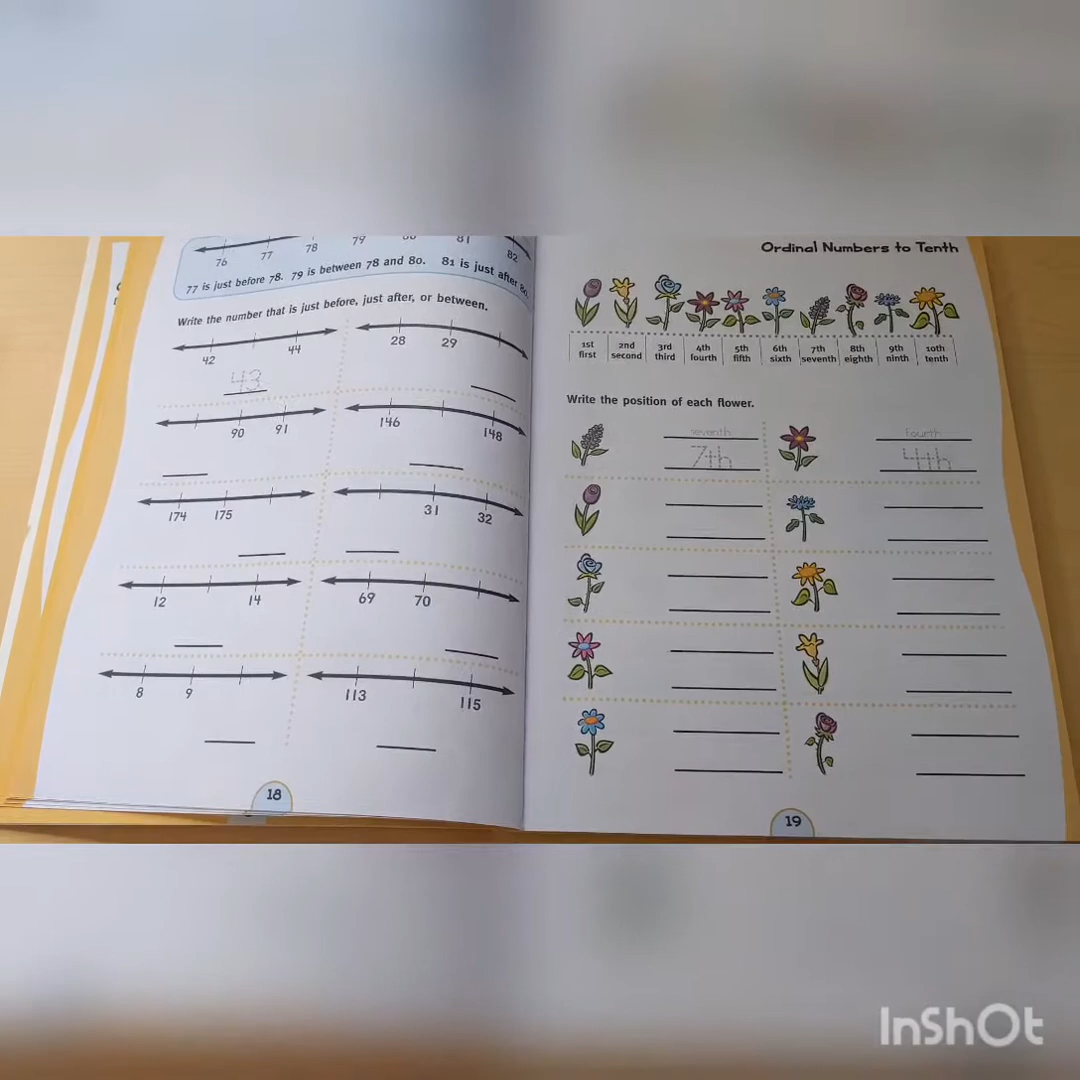 76 77 78 79 80 81 82
77 is just before 78. 79 is between 78 and 80. 81 is just after 80.
Write the number that is just before, just after, or between.
42 44
43
28 29
90 91
146 148
174 175
31 32
12 14
69 70
8 9
113 115
18
Ordinal Numbers to Tenth
1st 2nd 3rd 4th 5th 6th 7th 8th 9th 10th
first second third fourth fifth sixth seventh eighth ninth tenth
Write the position of each flower.
seventh
7th
fourth
4th
19
InShOt